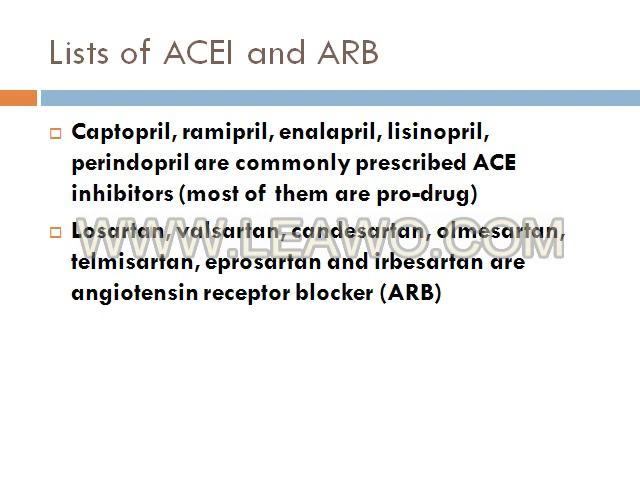 Lists of ACEI and ARB
Captopril, ramipril, enalapril, lisinopril,
perindopril are commonly prescribed ACE
inhibitors (most of them are pro-drug)
Losartan, valsartan, candesartan, olmesartan,
WWW.LEAWO.COM
telmisartan, eprosartan and irbesartan are
angiotensin receptor blocker (ARB)